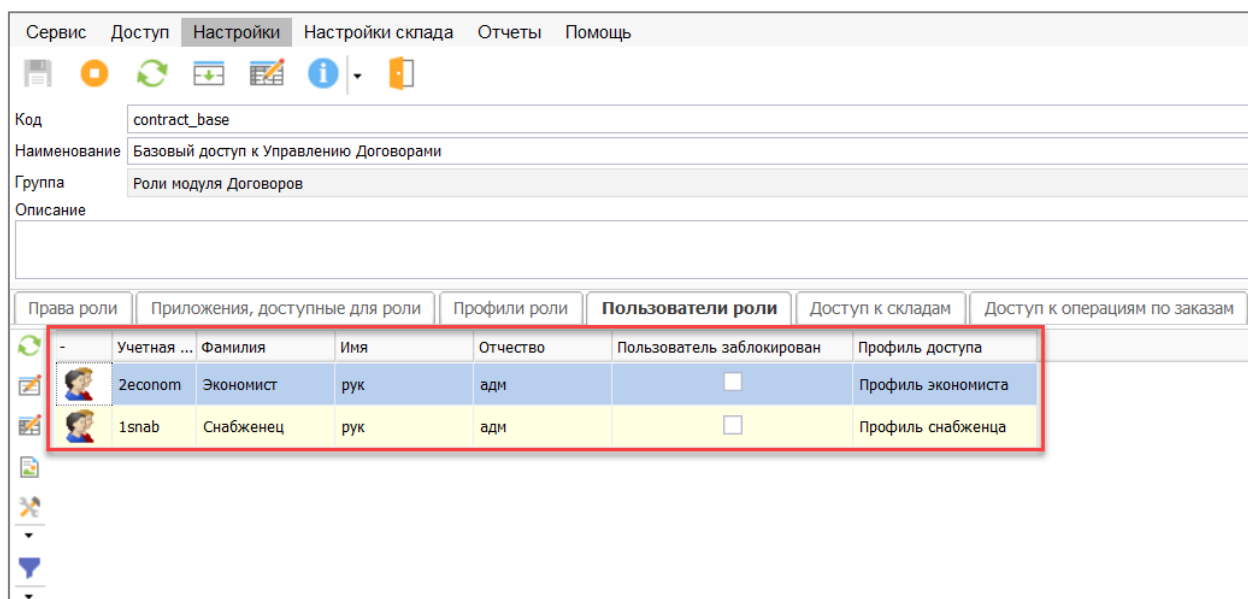 Сервис Доступ Настройки Настройки склада Отчеты Помощь
Код contract_base
Наименование Базовый доступ к Управлению Договорами
Группа Роли модуля Договоров
Описание
Права роли Приложения, доступные для роли Профили роли Пользователи роли Доступ к складам Доступ к операциям по заказам
- Учетная ... Фамилия Имя Отчество Пользователь заблокирован Профиль доступа
2econom Экономист рук адм Профиль экономиста
1snab Снабженец рук адм Профиль снабженца